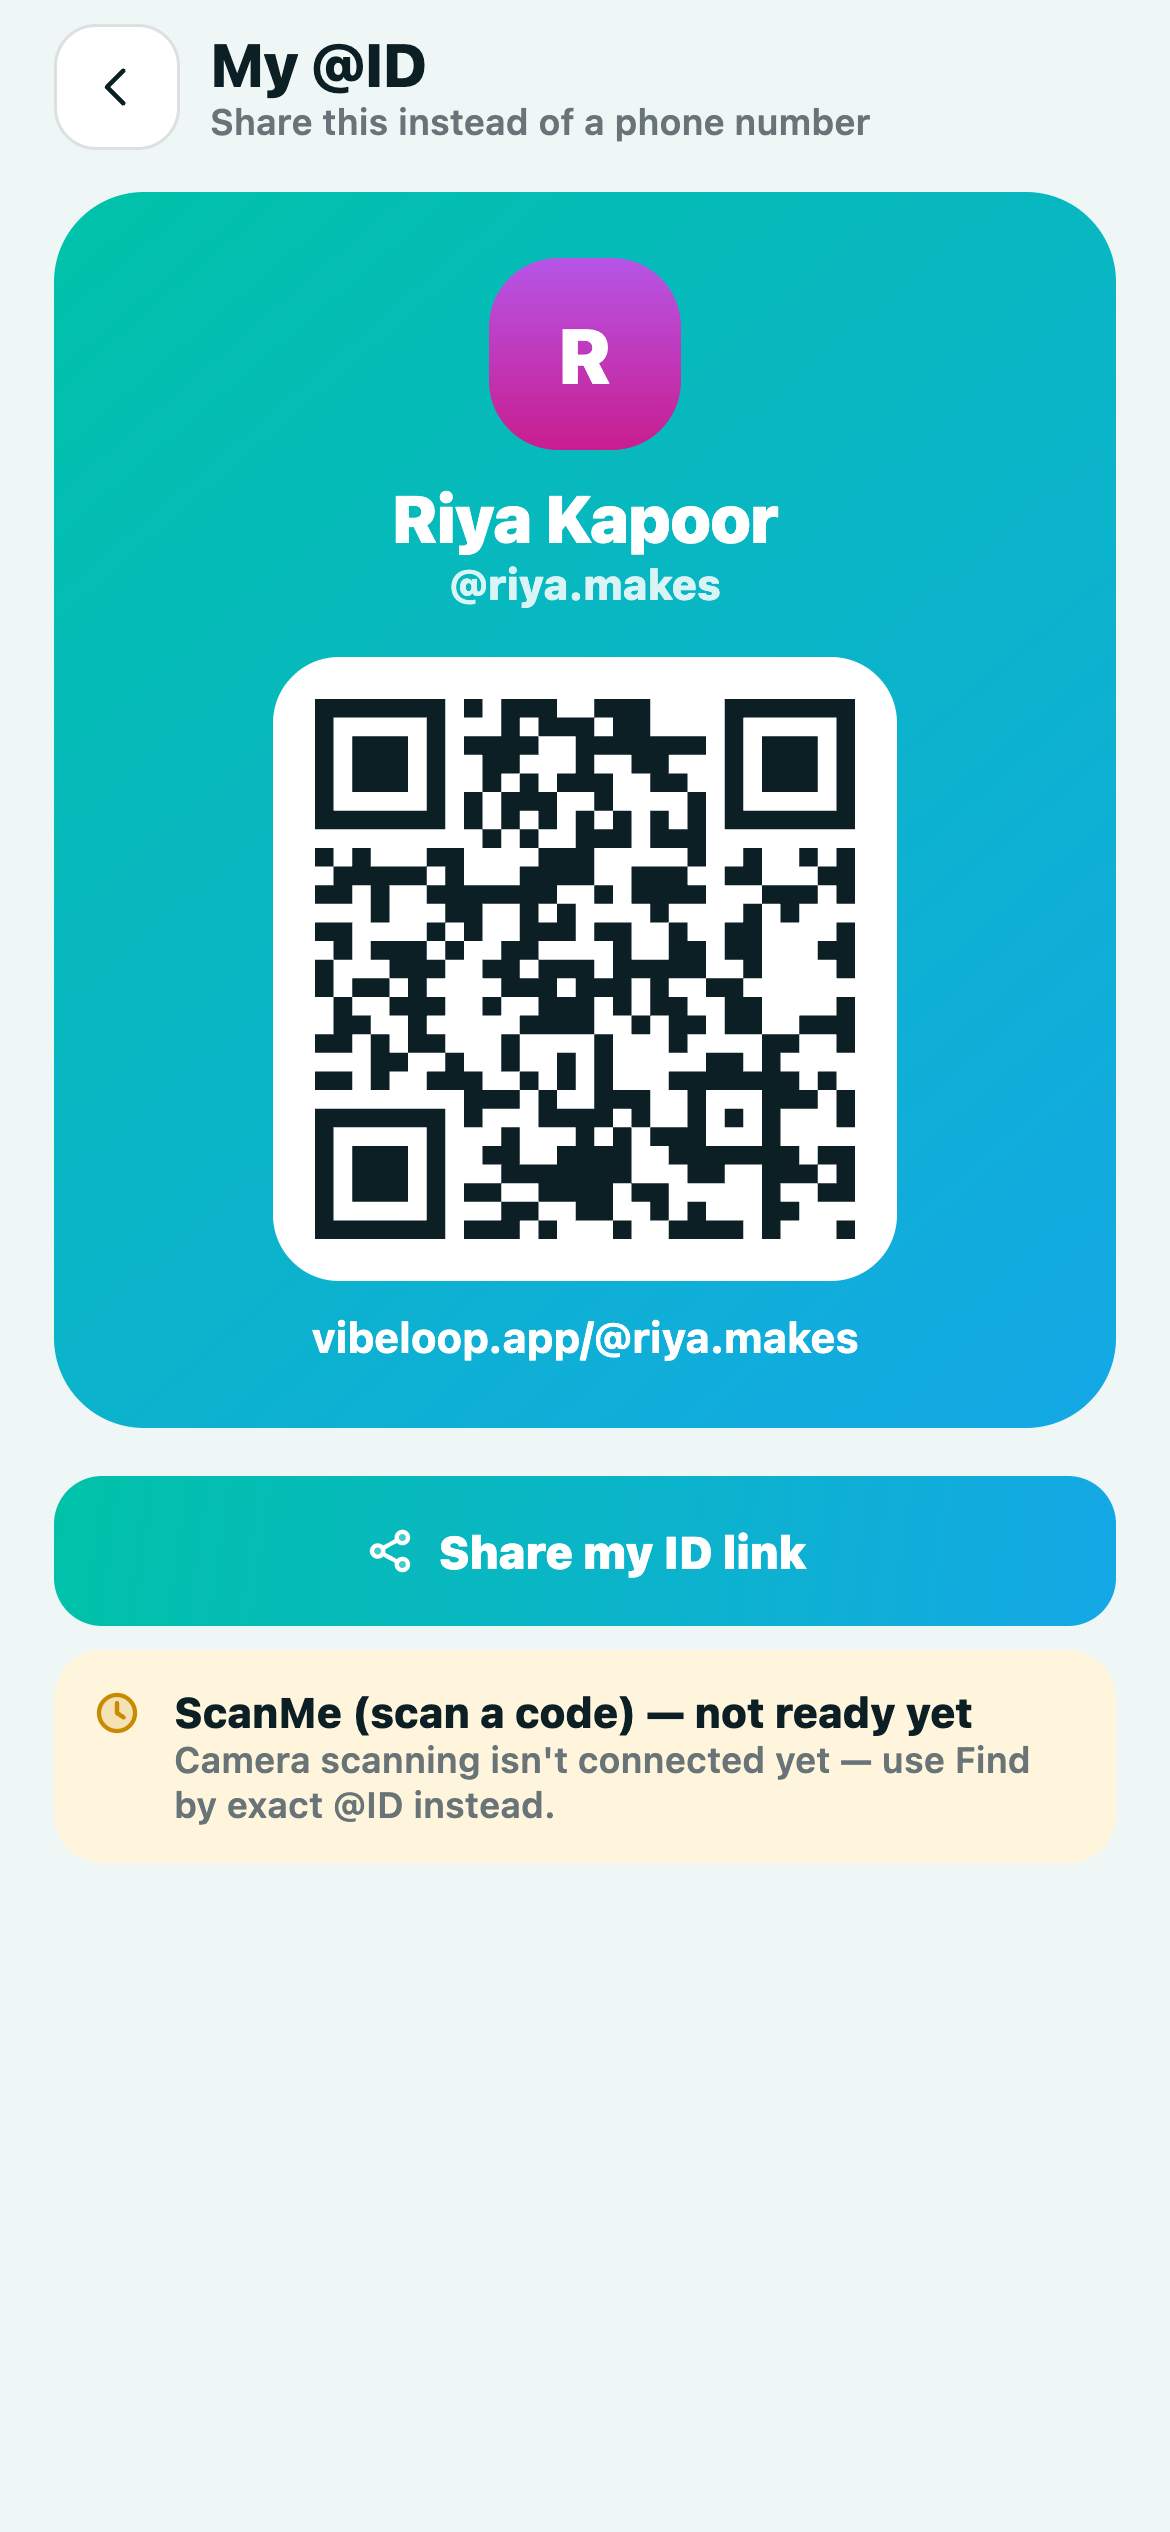 My @ID
Share this instead of a phone number
R
Riya Kapoor
@riya.makes
vibeloop.app/@riya.makes
Share my ID link
ScanMe (scan a code) — not ready yet
Camera scanning isn't connected yet — use Find
by exact @ID instead.